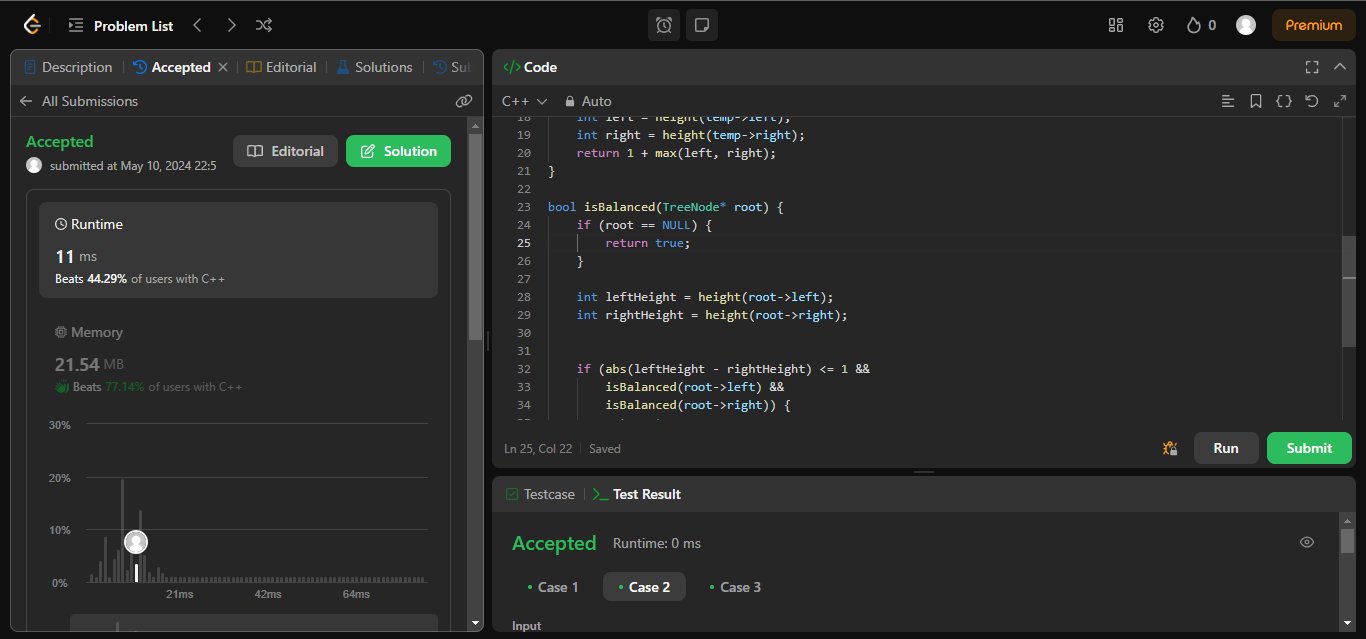 Problem List
0
Premium
Description
Accepted
Editorial
Solutions
Sub
All Submissions
Accepted
submitted at May 10, 2024 22:5
Editorial
Solution
Runtime
11 ms
Beats 44.29% of users with C++
Memory
21.54 MB
Beats 77.14% of users with C++
30%
20%
10%
0%
21ms
42ms
64ms
</> Code
C++
Auto
18 int left = height(temp->left);
19 int right = height(temp->right);
20 return 1 + max(left, right);
21 }
22
23 bool isBalanced(TreeNode* root) {
24 if (root == NULL) {
25 return true;
26 }
27
28 int leftHeight = height(root->left);
29 int rightHeight = height(root->right);
30
31
32 if (abs(leftHeight - rightHeight) <= 1 &&
33 isBalanced(root->left) &&
34 isBalanced(root->right)) {
Ln 25, Col 22
Saved
Run
Submit
Testcase
>_ Test Result
Accepted
Runtime: 0 ms
• Case 1
• Case 2
• Case 3
Input